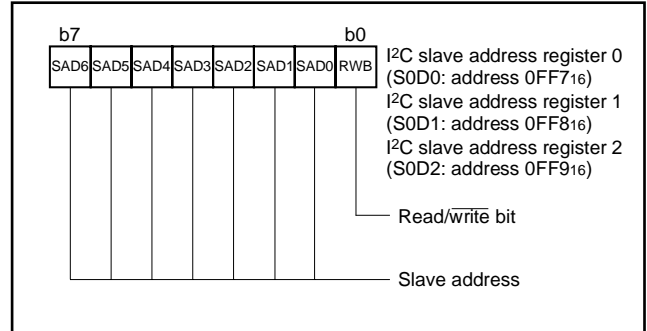 b7 b0
SAD6 SAD5 SAD4 SAD3 SAD2 SAD1 SAD0 RWB
I²C slave address register 0
(S0D0: address 0FF7₁₆)
I²C slave address register 1
(S0D1: address 0FF8₁₆)
I²C slave address register 2
(S0D2: address 0FF9₁₆)
Read/write bit
Slave address